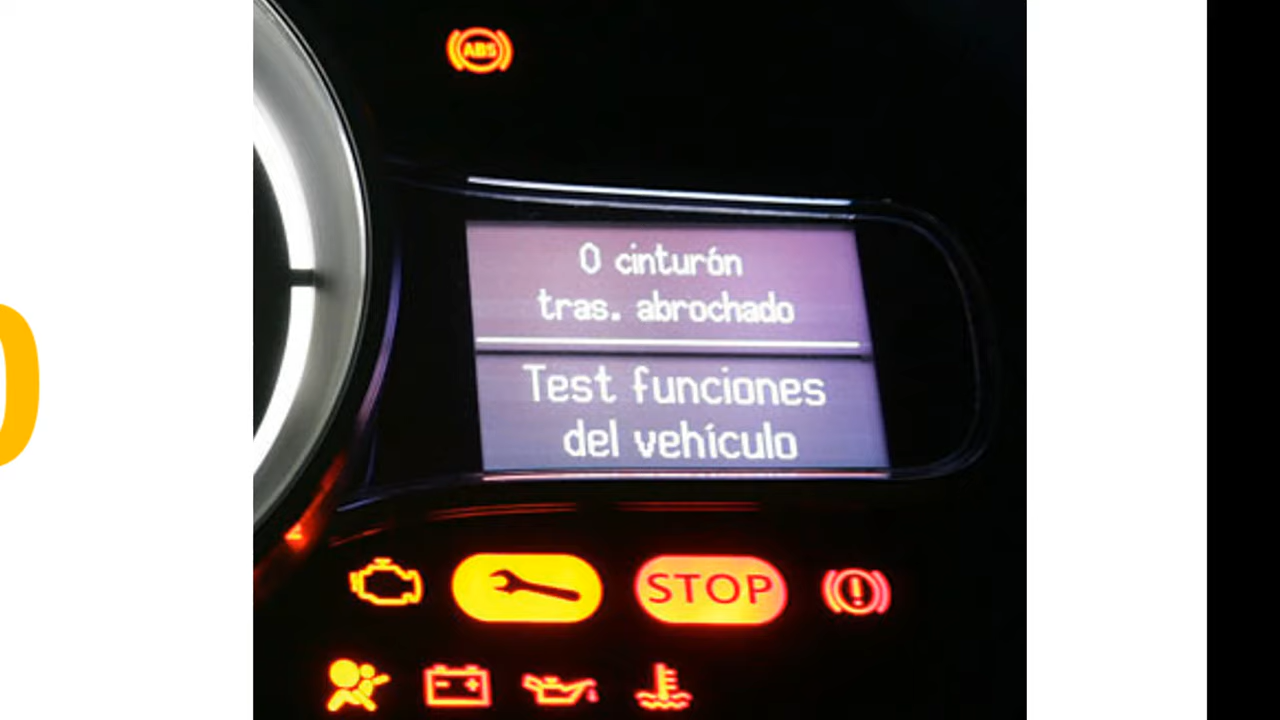 ABS
0 cinturón
tras. abrochado
Test funciones
del vehículo
STOP